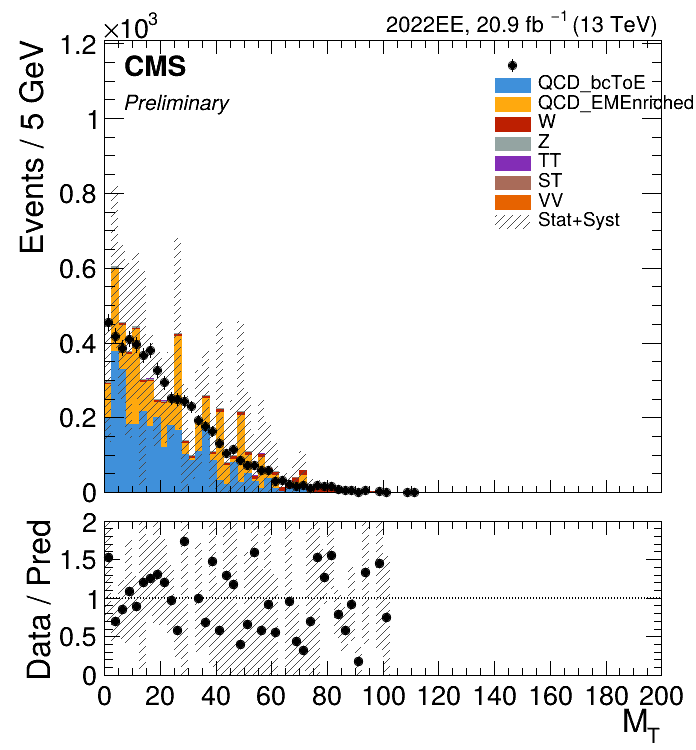 ×10³
2022EE, 20.9 fb ⁻¹ (13 TeV)
CMS
Preliminary
QCD_bcToE
QCD_EMEnriched
W
Z
TT
ST
VV
Stat+Syst
Events / 5 GeV
1.2
1
0.8
0.6
0.4
0.2
0
Data / Pred
2
1.5
1
0.5
0
0 20 40 60 80 100 120 140 160 180 200
M_T